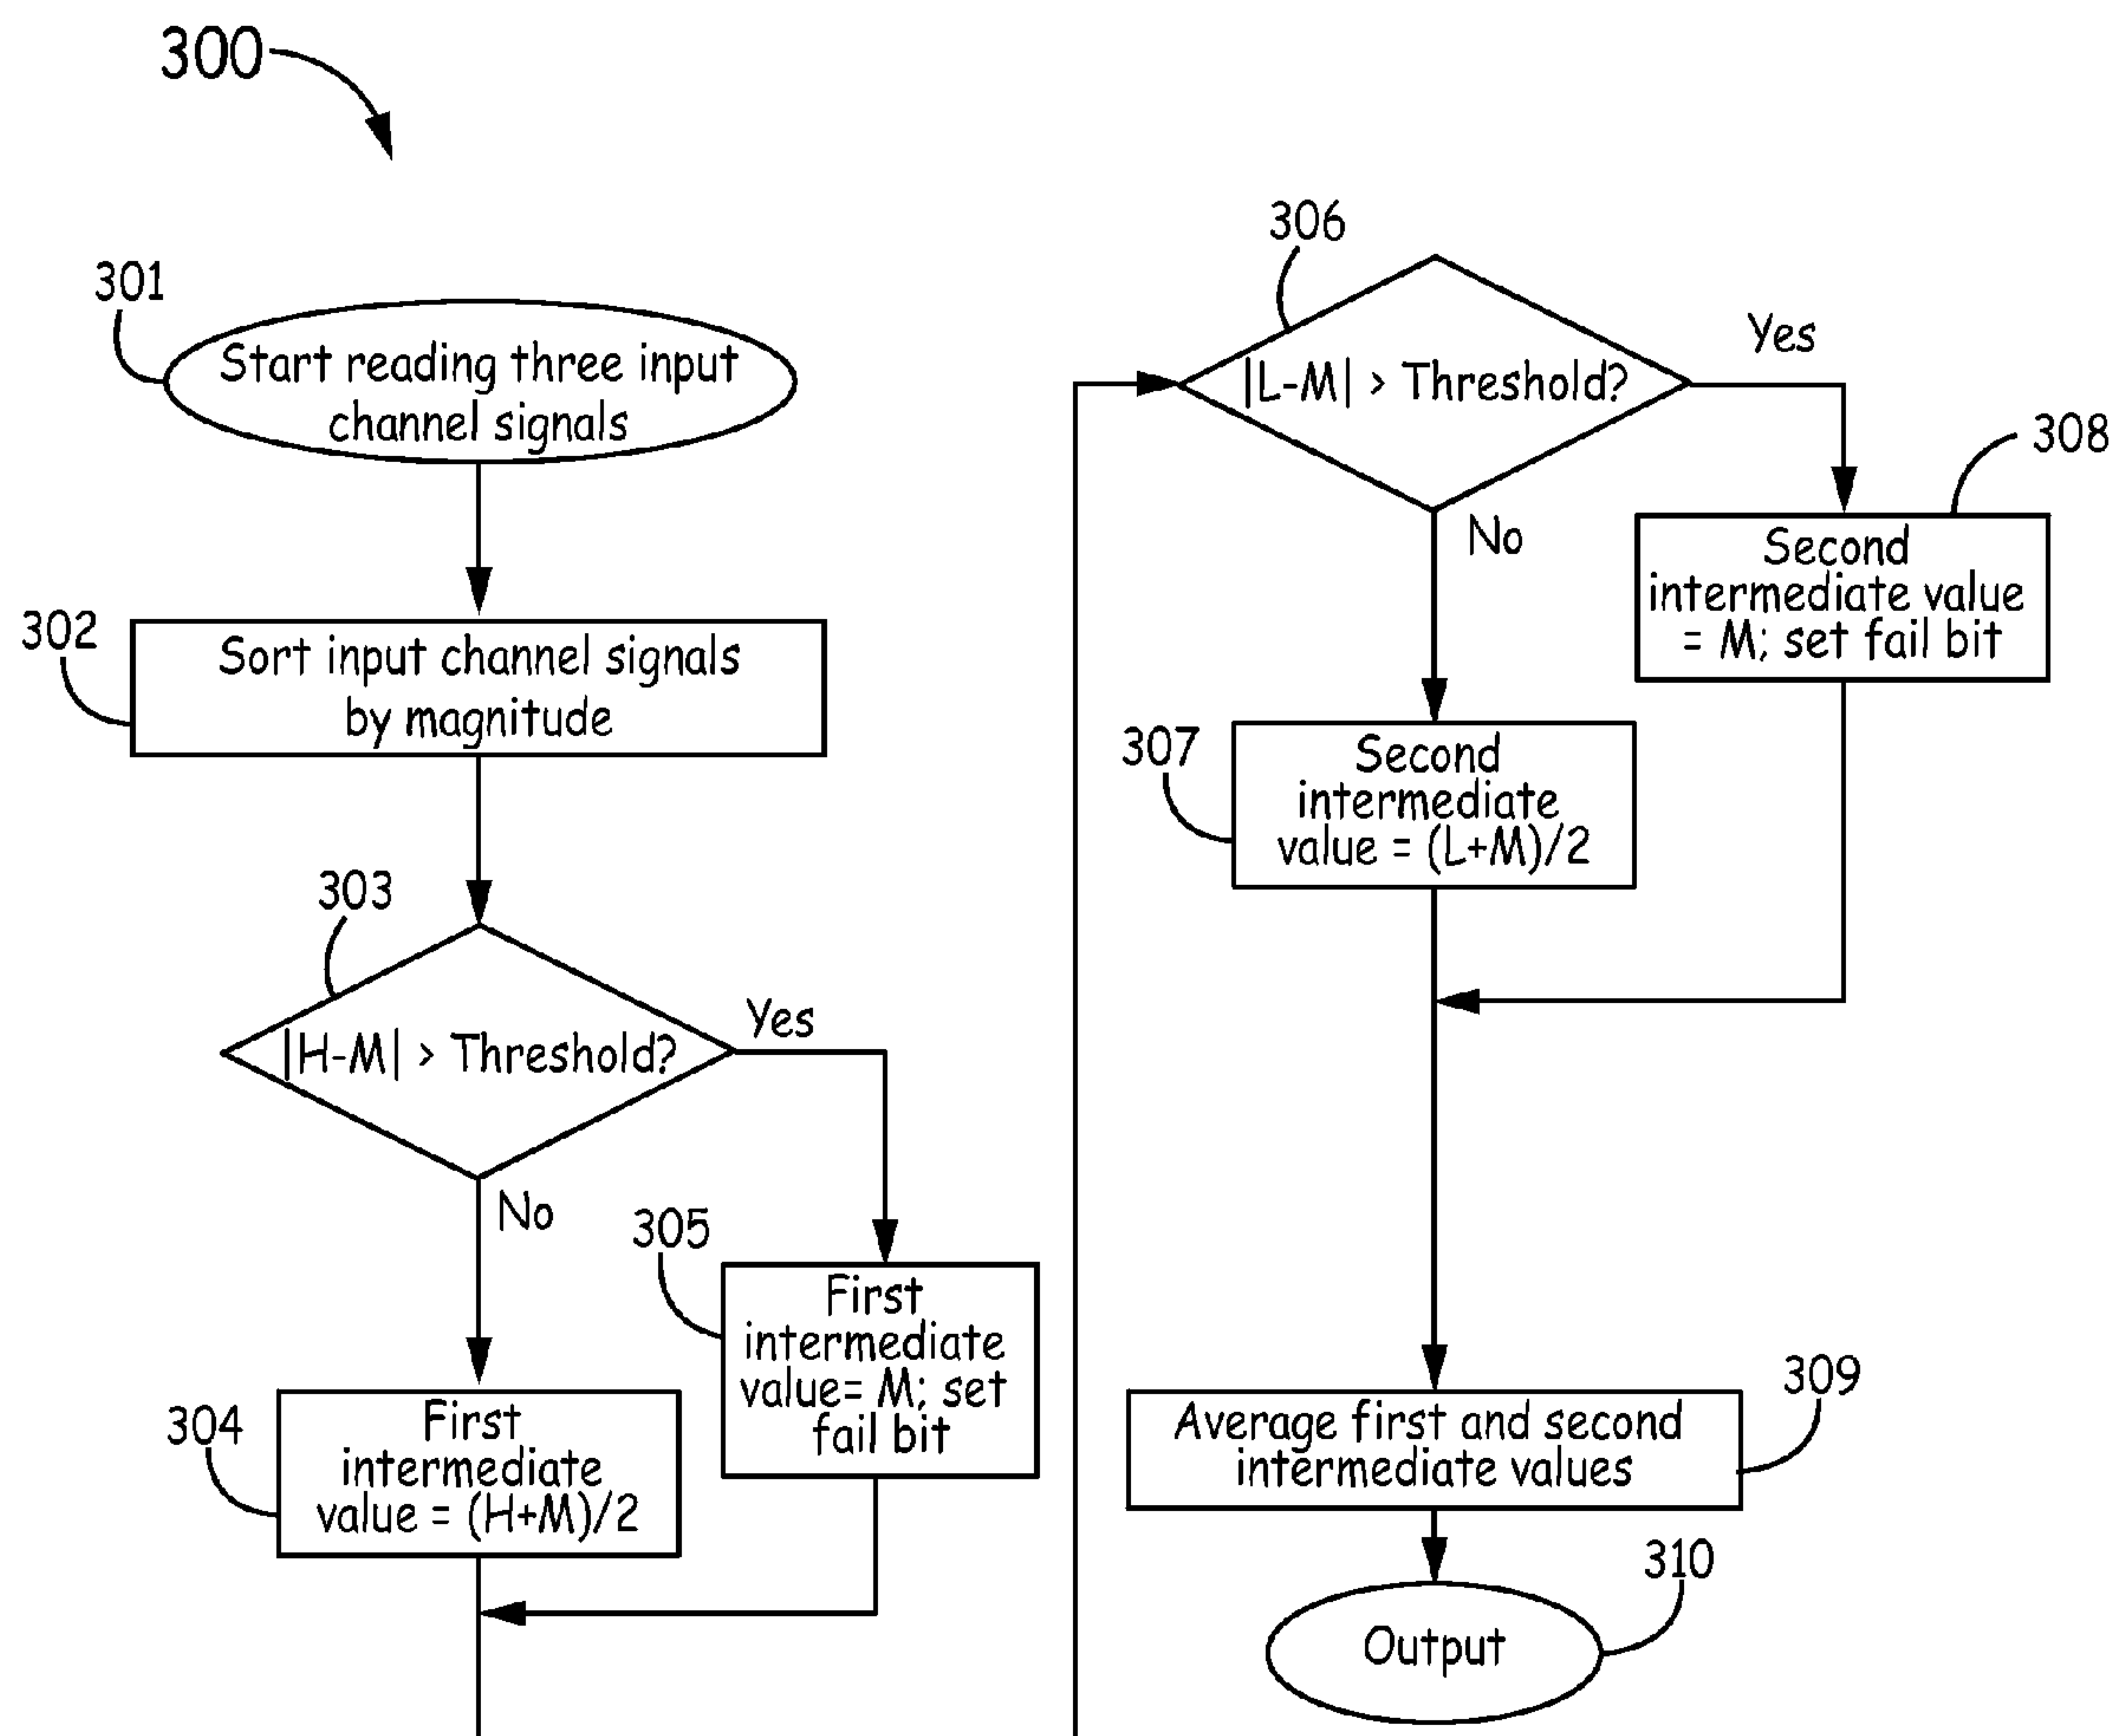 300
301
Start reading three input
channel signals
302
Sort input channel signals
by magnitude
303
|H-M| > Threshold?
Yes
No
304
First
intermediate
value = (H+M)/2
305
First
intermediate
value= M; set
fail bit
306
|L-M| > Threshold?
Yes
No
307
Second
intermediate
value = (L+M)/2
308
Second
intermediate value
= M; set fail bit
309
Average first and second
intermediate values
310
Output